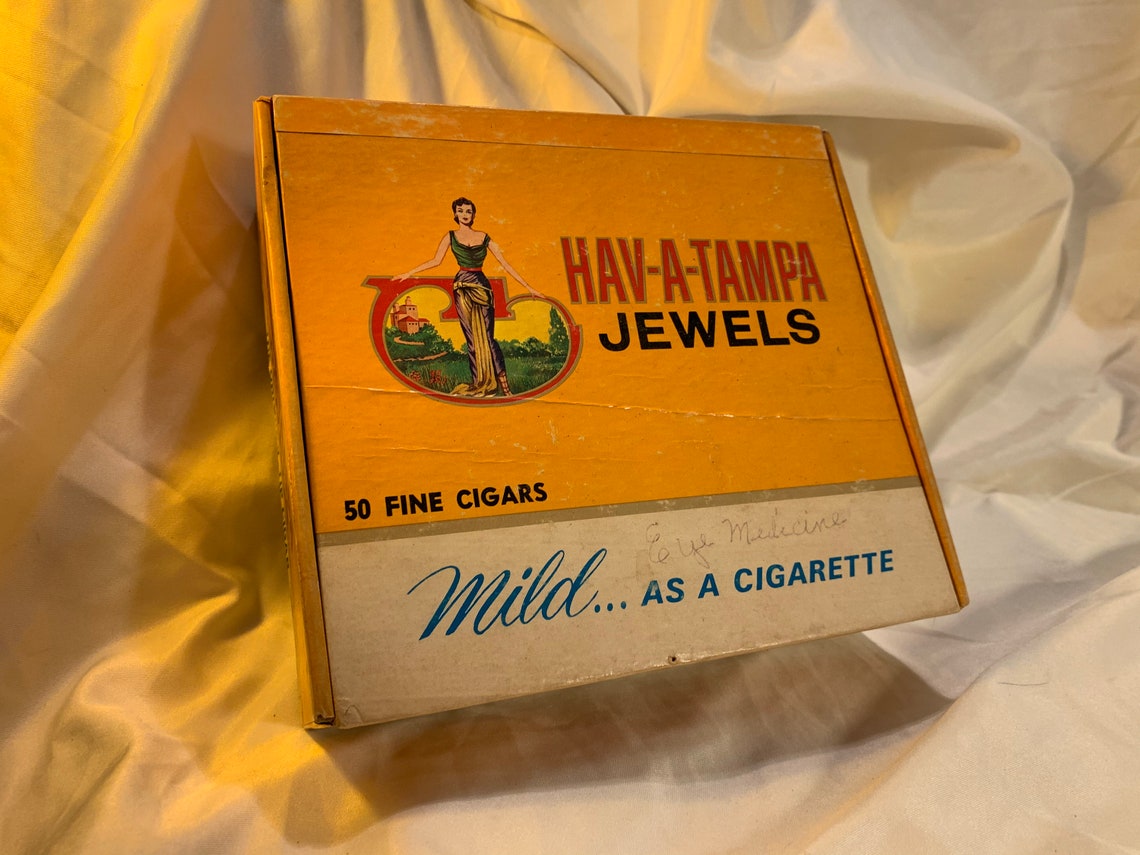 HAV-A-TAMPA
JEWELS
50 FINE CIGARS
Eye Medicine
Mild... AS A CIGARETTE